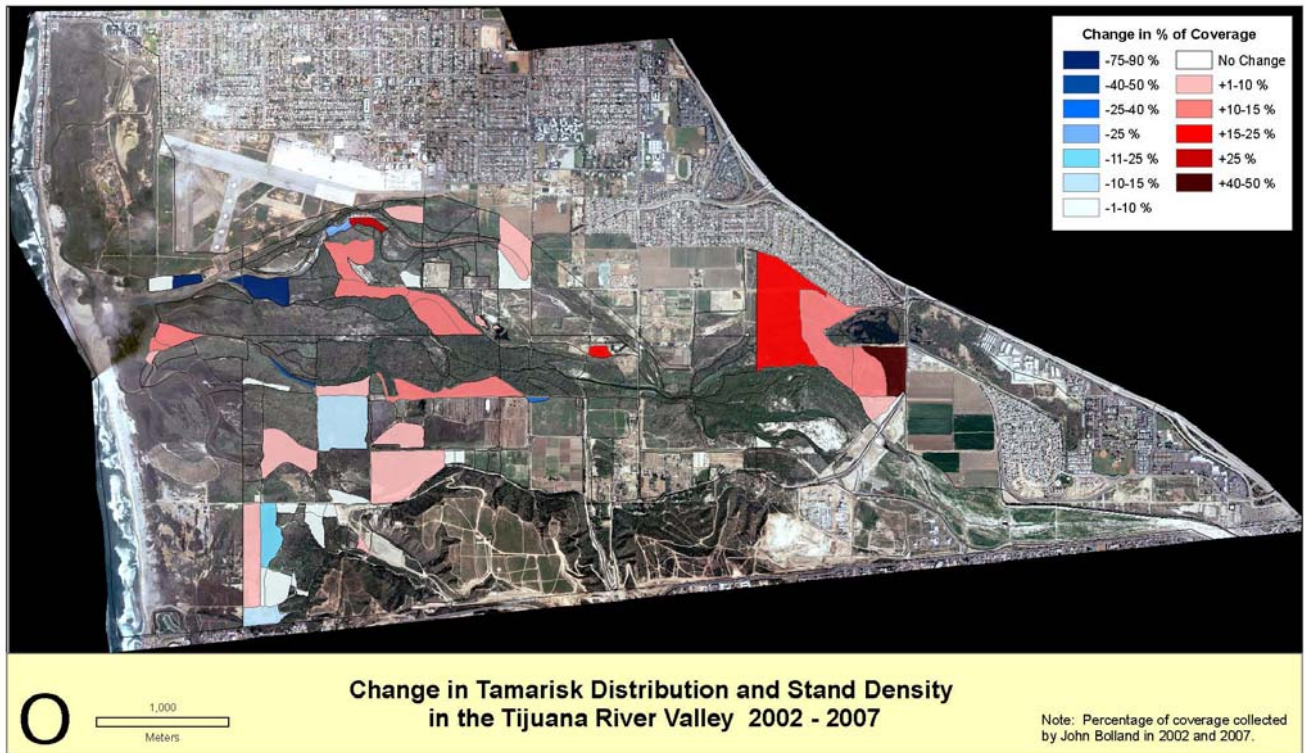 Change in % of Coverage
-75-90 %
-40-50 %
-25-40 %
-25 %
-11-25 %
-10-15 %
-1-10 %
No Change
+1-10 %
+10-15 %
+15-25 %
+25 %
+40-50 %
O
1,000
Meters
Change in Tamarisk Distribution and Stand Density
in the Tijuana River Valley 2002 - 2007
Note: Percentage of coverage collected
by John Bolland in 2002 and 2007.